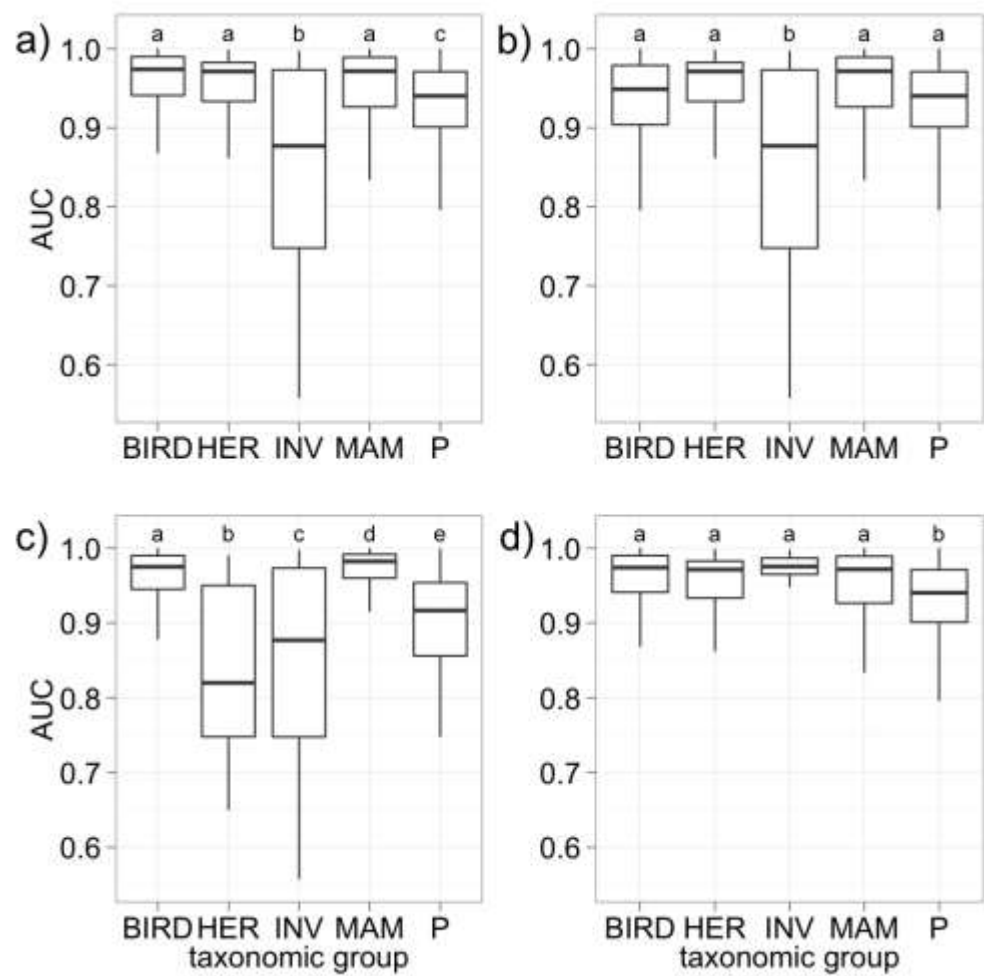 a)
a a b a c
1.0
0.9
0.8
0.7
0.6
AUC
BIRD HER INV MAM P
b)
a a b a a
1.0
0.9
0.8
0.7
0.6
BIRD HER INV MAM P
c)
a b c d e
1.0
0.9
0.8
0.7
0.6
AUC
BIRD HER INV MAM P
taxonomic group
d)
a a a a b
1.0
0.9
0.8
0.7
0.6
BIRD HER INV MAM P
taxonomic group